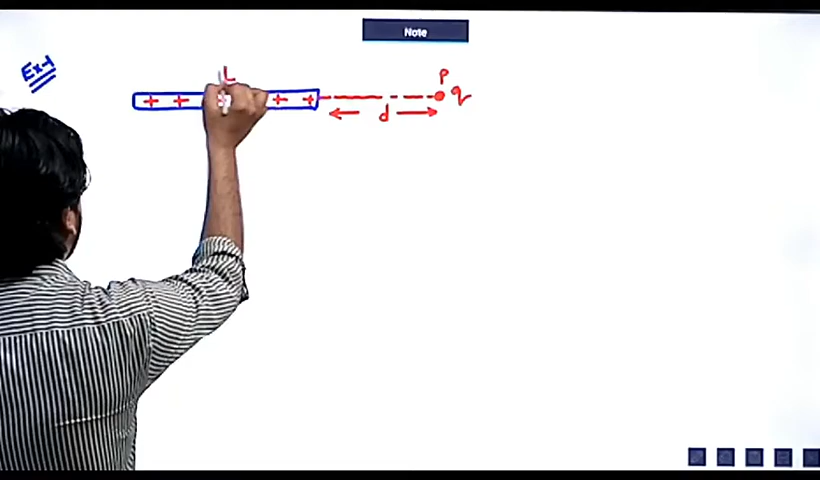 Note
Ex-1
L
P
+ + + + +
q
d